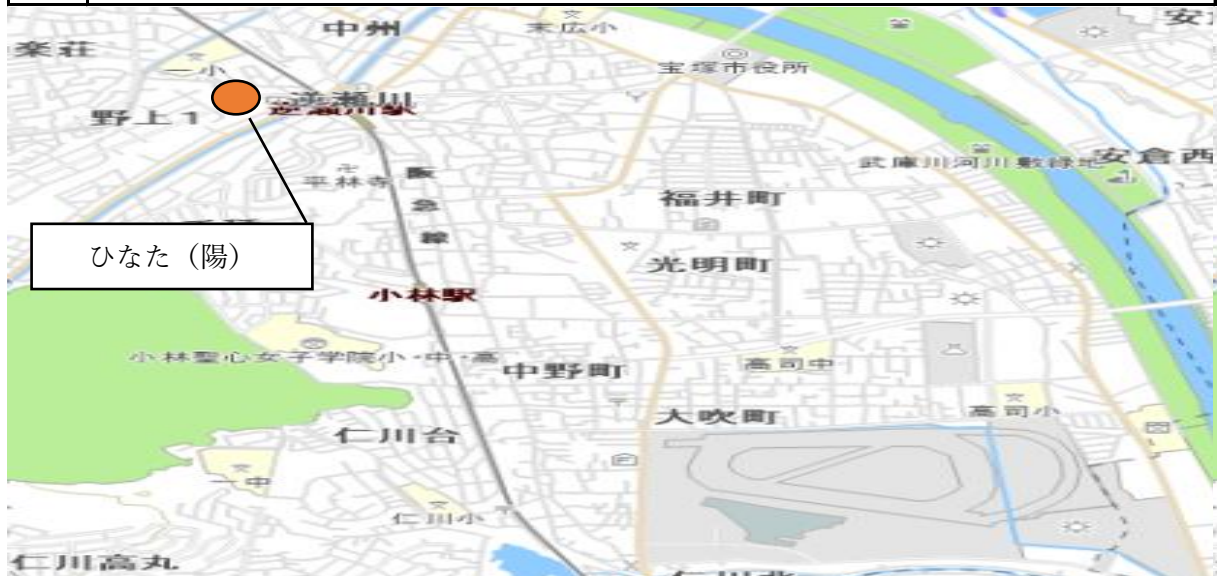 中州
末広小
安
楽荘
一小
宝塚市役所
逆瀬川
野上1
逆瀬川駅
武庫川河川敷緑地
安倉西
平林寺
阪急線
福井町
ひなた（陽）
光明町
小林駅
小林聖心女子学院小・中・高
中野町
高司中
大吹町
高司小
仁川台
一中
仁川小
仁川高丸
仁川北